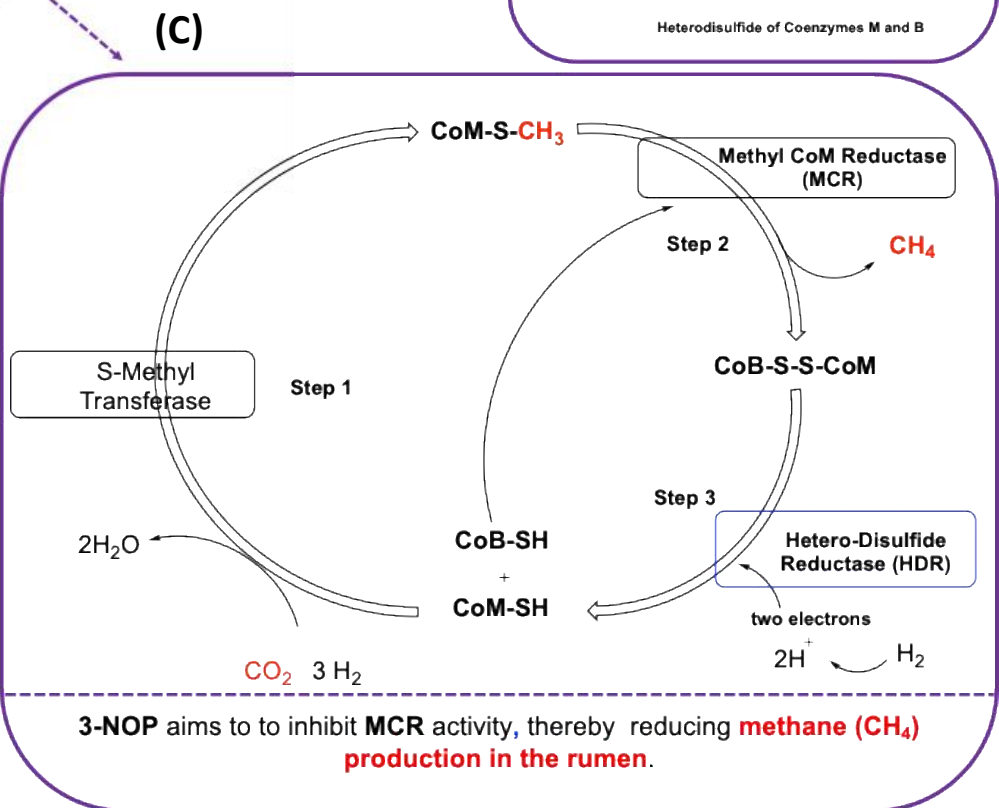 (C)
Heterodisulfide of Coenzymes M and B
CoM-S-CH₃
Methyl CoM Reductase
(MCR)
Step 2
CH₄
CoB-S-S-CoM
S-Methyl
Transferase
Step 1
Step 3
2H₂O
CoB-SH
+
CoM-SH
Hetero-Disulfide
Reductase (HDR)
two electrons
2H⁺
H₂
CO₂ 3 H₂
3-NOP aims to to inhibit MCR activity, thereby reducing methane (CH₄)
production in the rumen.